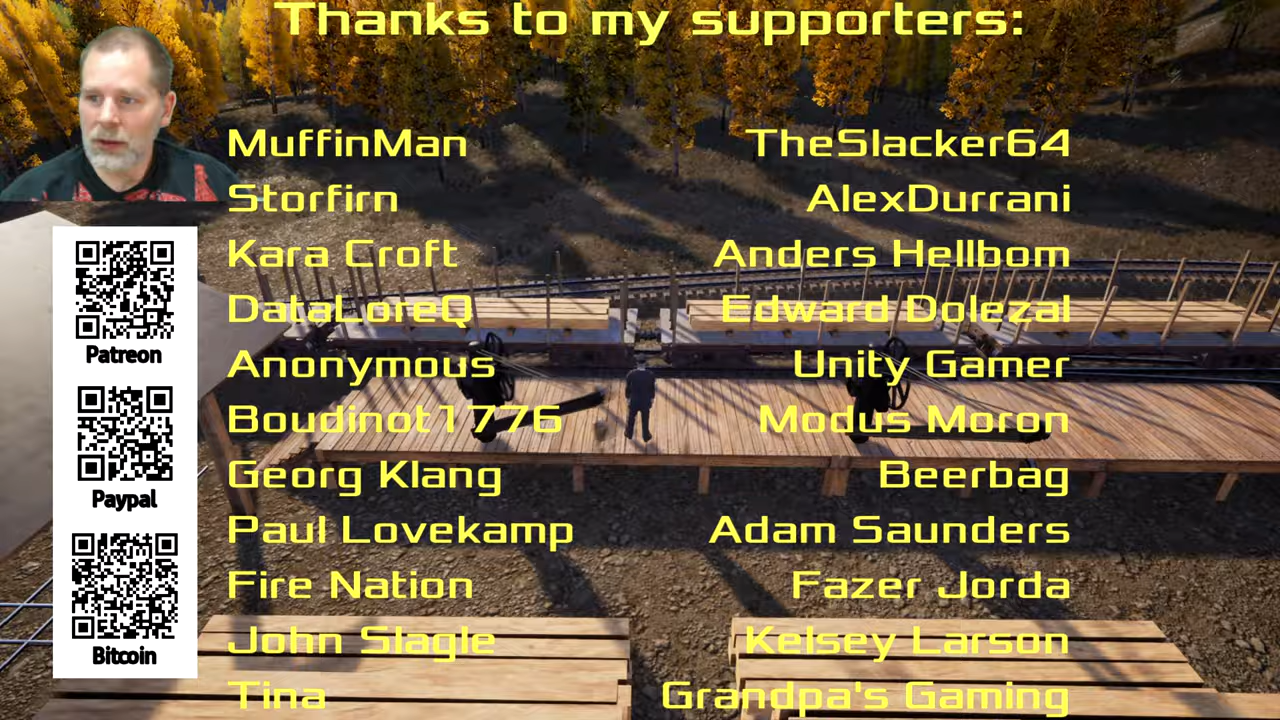 Thanks to my supporters:
MuffinMan TheSlacker64
Storfirn AlexDurrani
Kara Croft Anders Hellbom
DataLoreQ Edward Dolezal
Anonymous Unity Gamer
Boudinot1776 Modus Moron
Georg Klang Beerbag
Paul Lovekamp Adam Saunders
Fire Nation Fazer Jorda
John Slagle Kelsey Larson
Tina Grandpa's Gaming
Patreon
Paypal
Bitcoin